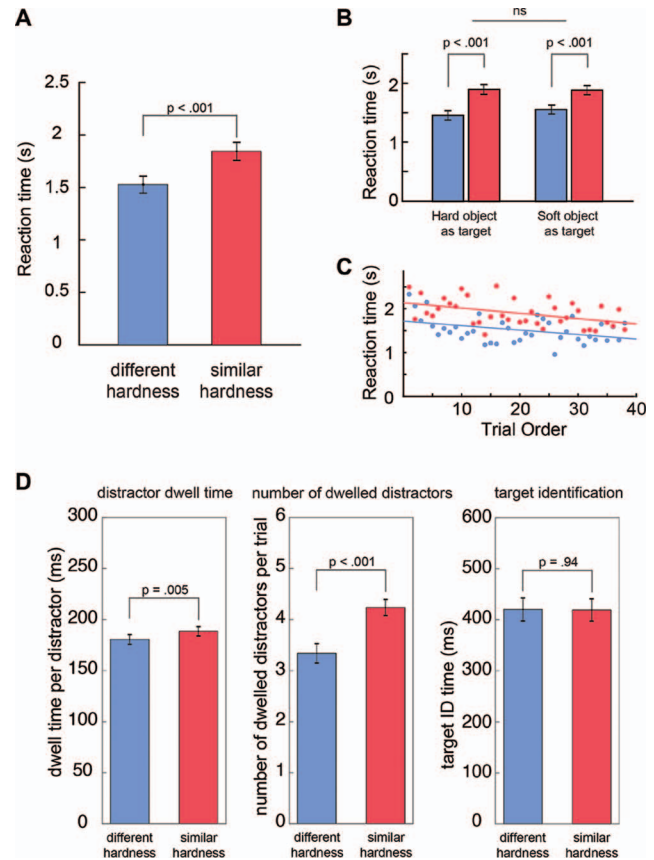 A
Reaction time (s)
2.5
2
1.5
1
0.5
0
p < .001
different
hardness
similar
hardness
B
ns
p < .001
p < .001
Reaction time (s)
2
1
0
Hard object
as target
Soft object
as target
C
Reaction time (s)
2
1
0
10
20
30
40
Trial Order
D
distractor dwell time
dwell time per distractor (ms)
300
250
200
150
100
50
0
p = .005
different
hardness
similar
hardness
number of dwelled distractors
number of dwelled distractors per trial
6
5
4
3
2
1
0
p < .001
different
hardness
similar
hardness
target identification
target ID time (ms)
600
500
400
300
200
100
0
p = .94
different
hardness
similar
hardness